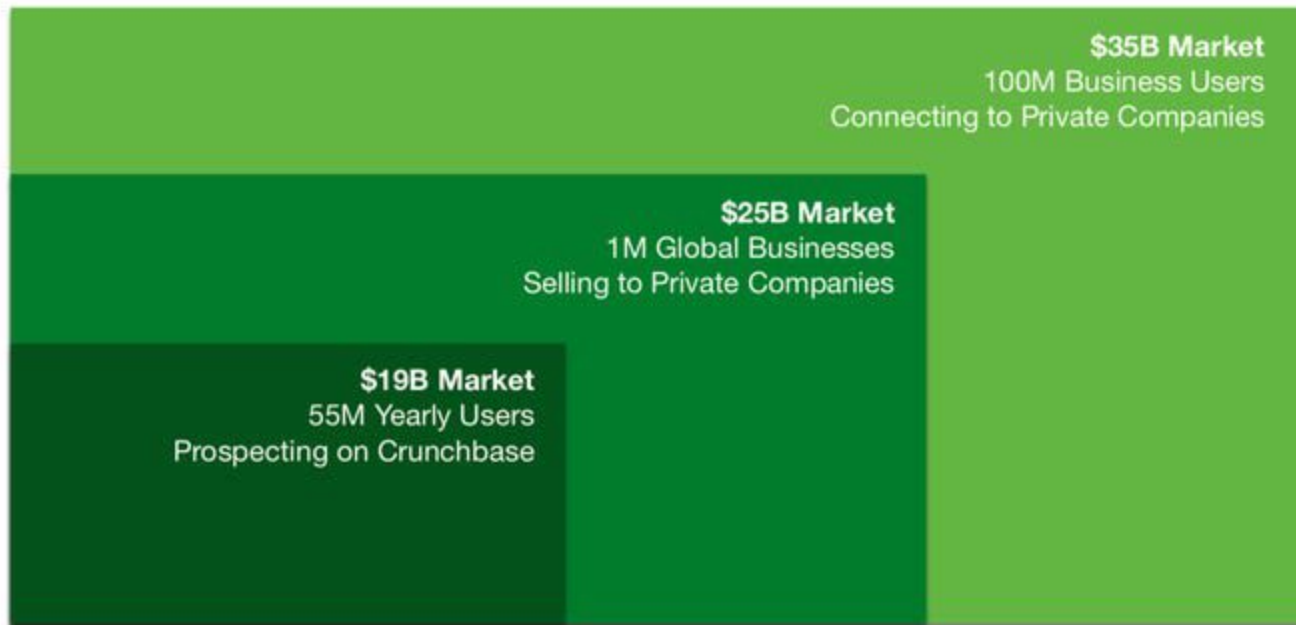 $35B Market
100M Business Users
Connecting to Private Companies
$25B Market
1M Global Businesses
Selling to Private Companies
$19B Market
55M Yearly Users
Prospecting on Crunchbase